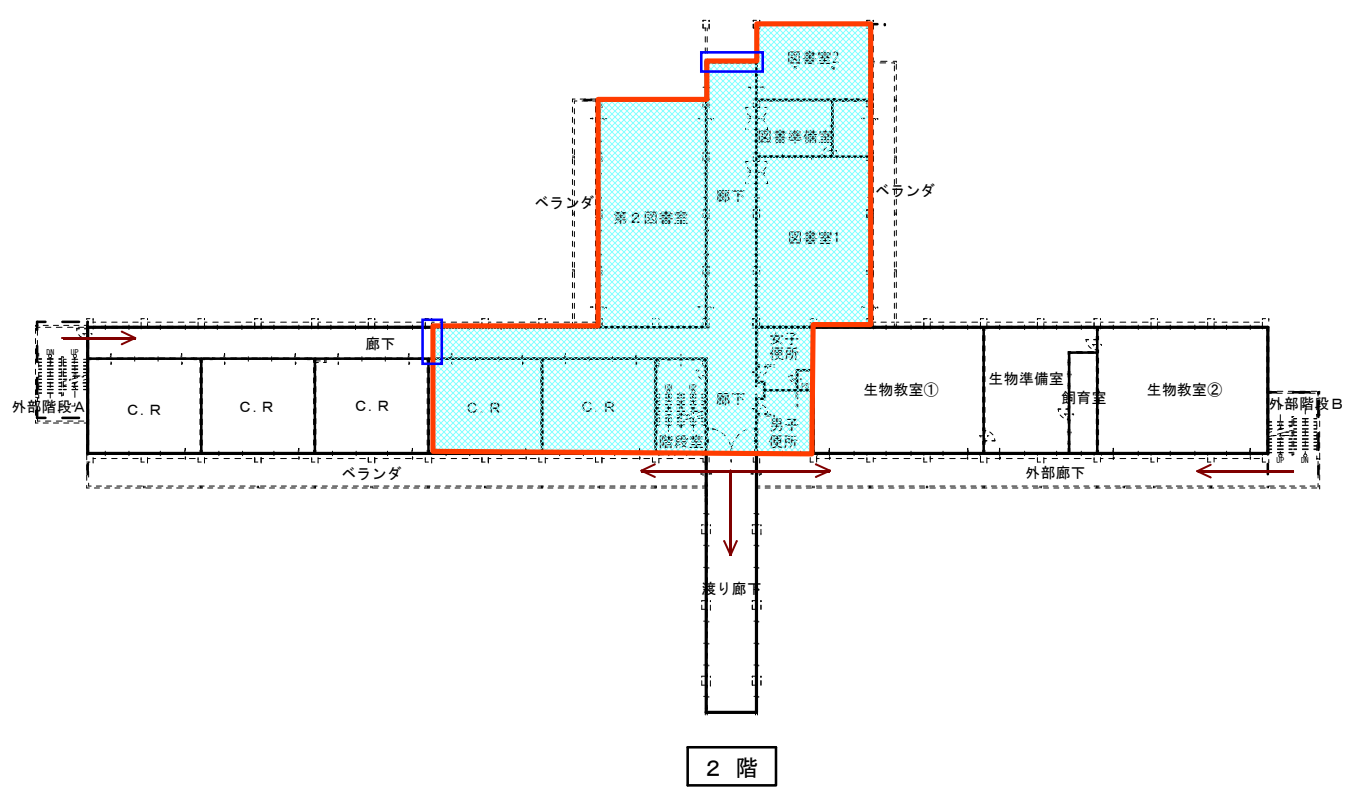 図書室2
図書準備室
ベランダ
廊下
ベランダ
第２図書室
図書室1
廊下
女子
便所
DN
UP
C．R
C．R
C．R
C．R
C．R
階段室
廊下
男子
便所
生物教室①
生物準備室
飼育室
生物教室②
外部階段A
外部階段B
UP
DN
ベランダ
外部廊下
渡り廊下
２ 階